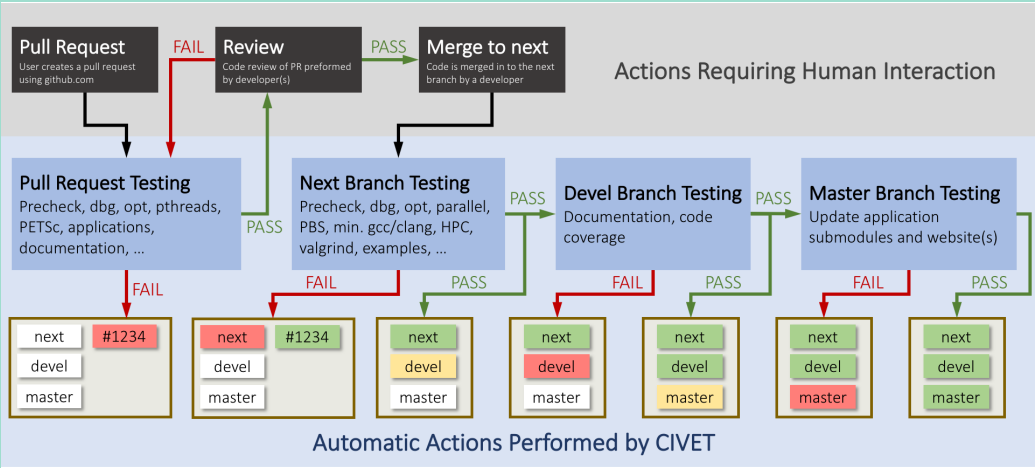 Pull Request
User creates a pull request
using github.com
FAIL
Review
Code review of PR preformed
by developer(s)
PASS
Merge to next
Code is merged in to the next
branch by a developer
Actions Requiring Human Interaction
Pull Request Testing
Precheck, dbg, opt, pthreads,
PETSc, applications,
documentation, ...
PASS
Next Branch Testing
Precheck, dbg, opt, parallel,
PBS, min. gcc/clang, HPC,
valgrind, examples, ...
PASS
Devel Branch Testing
Documentation, code
coverage
PASS
Master Branch Testing
Update application
submodules and website(s)
FAIL
FAIL
PASS
FAIL
PASS
FAIL
PASS
next #1234
devel
master
next #1234
devel
master
next
devel
master
next
devel
master
next
devel
master
next
devel
master
next
devel
master
Automatic Actions Performed by CIVET